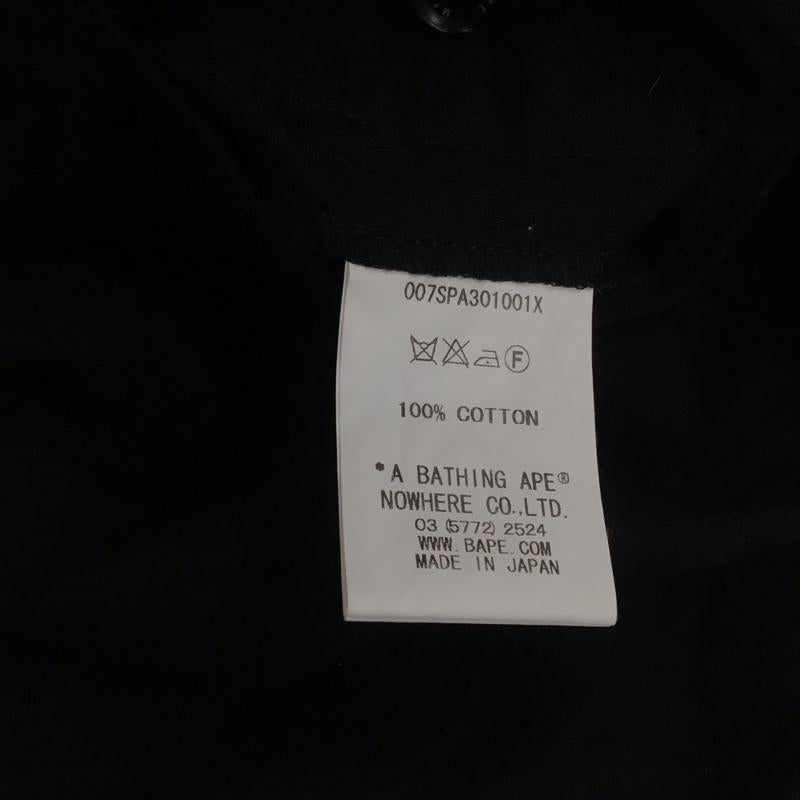 007SPA301001X
F
100% COTTON
*A BATHING APE®
NOWHERE CO.,LTD.
03 (5772) 2524
WWW.BAPE.COM
MADE IN JAPAN